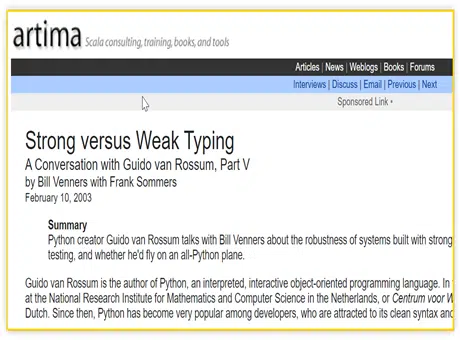 artima Scala consulting, training, books, and tools
Articles | News | Weblogs | Books | Forums
Interviews | Discuss | Email | Previous | Next
Sponsored Link •
Strong versus Weak Typing
A Conversation with Guido van Rossum, Part V
by Bill Venners with Frank Sommers
February 10, 2003
Summary
Python creator Guido van Rossum talks with Bill Venners about the robustness of systems built with strong
testing, and whether he'd fly on an all-Python plane.
Guido van Rossum is the author of Python, an interpreted, interactive object-oriented programming language. In
at the National Research Institute for Mathematics and Computer Science in the Netherlands, or Centrum voor W
Dutch. Since then, Python has become very popular among developers, who are attracted to its clean syntax and